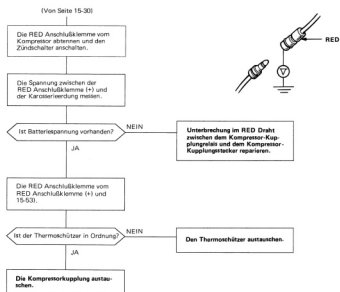 (Von Seite 15-30)
Die RED Anschlußklemme vom
Kompressor abtennen und den
Zündschalter anschalten.
RED
V
Die Spannung zwischen der
RED Anschlußklemme (+) und
der Karosserieerdung messen.
Ist Batteriespannung vorhanden?
NEIN
Unterbrechung im RED Draht
zwischen dem Kompressor-Kup-
plungrelais und dem Kompressor-
Kupplungsstetker reparieren.
JA
Die RED Anschlußklemme vom
RED Anschlußklemme (+) und
15-53).
Ist der Thermoschützer in Ordnung?
NEIN
Den Thermoschützer austauschen.
JA
Die Kompressorkupplung austau-
schen.